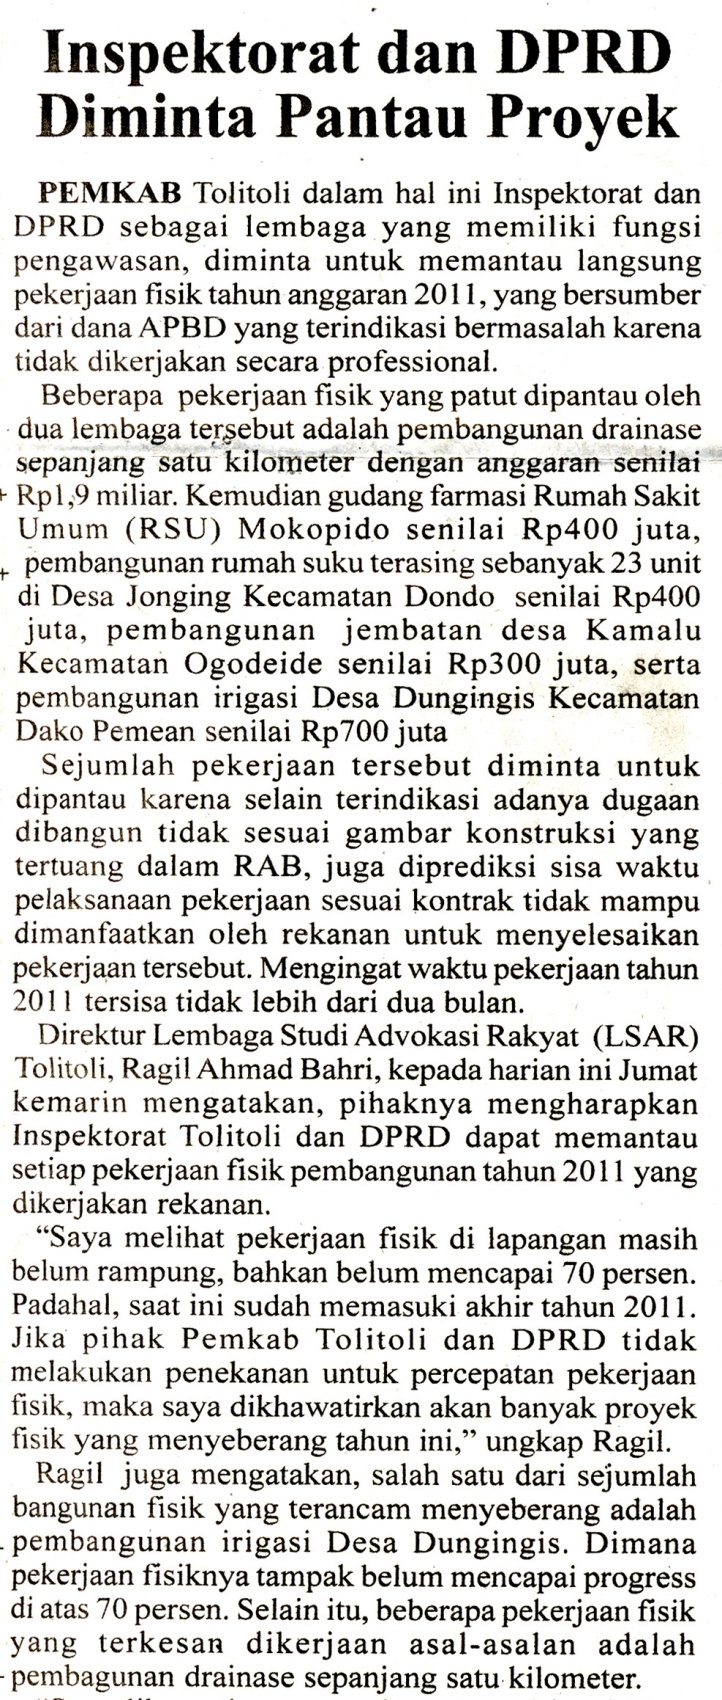 Inspektorat dan DPRD
Diminta Pantau Proyek
PEMKAB Tolitoli dalam hal ini Inspektorat dan
DPRD sebagai lembaga yang memiliki fungsi
pengawasan, diminta untuk memantau langsung
pekerjaan fisik tahun anggaran 2011, yang bersumber
dari dana APBD yang terindikasi bermasalah karena
tidak dikerjakan secara professional.
Beberapa pekerjaan fisik yang patut dipantau oleh
dua lembaga tersebut adalah pembangunan drainase
sepanjang satu kilometer dengan anggaran senilai
Rp1,9 miliar. Kemudian gudang farmasi Rumah Sakit
Umum (RSU) Mokopido senilai Rp400 juta,
pembangunan rumah suku terasing sebanyak 23 unit
di Desa Jonging Kecamatan Dondo senilai Rp400
juta, pembangunan jembatan desa Kamalu
Kecamatan Ogodeide senilai Rp300 juta, serta
pembangunan irigasi Desa Dungingis Kecamatan
Dako Pemean senilai Rp700 juta
Sejumlah pekerjaan tersebut diminta untuk
dipantau karena selain terindikasi adanya dugaan
dibangun tidak sesuai gambar konstruksi yang
tertuang dalam RAB, juga diprediksi sisa waktu
pelaksanaan pekerjaan sesuai kontrak tidak mampu
dimanfaatkan oleh rekanan untuk menyelesaikan
pekerjaan tersebut. Mengingat waktu pekerjaan tahun
2011 tersisa tidak lebih dari dua bulan.
Direktur Lembaga Studi Advokasi Rakyat (LSAR)
Tolitoli, Ragil Ahmad Bahri, kepada harian ini Jumat
kemarin mengatakan, pihaknya mengharapkan
Inspektorat Tolitoli dan DPRD dapat memantau
setiap pekerjaan fisik pembangunan tahun 2011 yang
dikerjakan rekanan.
“Saya melihat pekerjaan fisik di lapangan masih
belum rampung, bahkan belum mencapai 70 persen.
Padahal, saat ini sudah memasuki akhir tahun 2011.
Jika pihak Pemkab Tolitoli dan DPRD tidak
melakukan penekanan untuk percepatan pekerjaan
fisik, maka saya dikhawatirkan akan banyak proyek
fisik yang menyeberang tahun ini,” ungkap Ragil.
Ragil juga mengatakan, salah satu dari sejumlah
bangunan fisik yang terancam menyeberang adalah
pembangunan irigasi Desa Dungingis. Dimana
pekerjaan fisiknya tampak belum mencapai progress
di atas 70 persen. Selain itu, beberapa pekerjaan fisik
yang terkesan dikerjaan asal-asalan adalah
pembagunan drainase sepanjang satu kilometer.